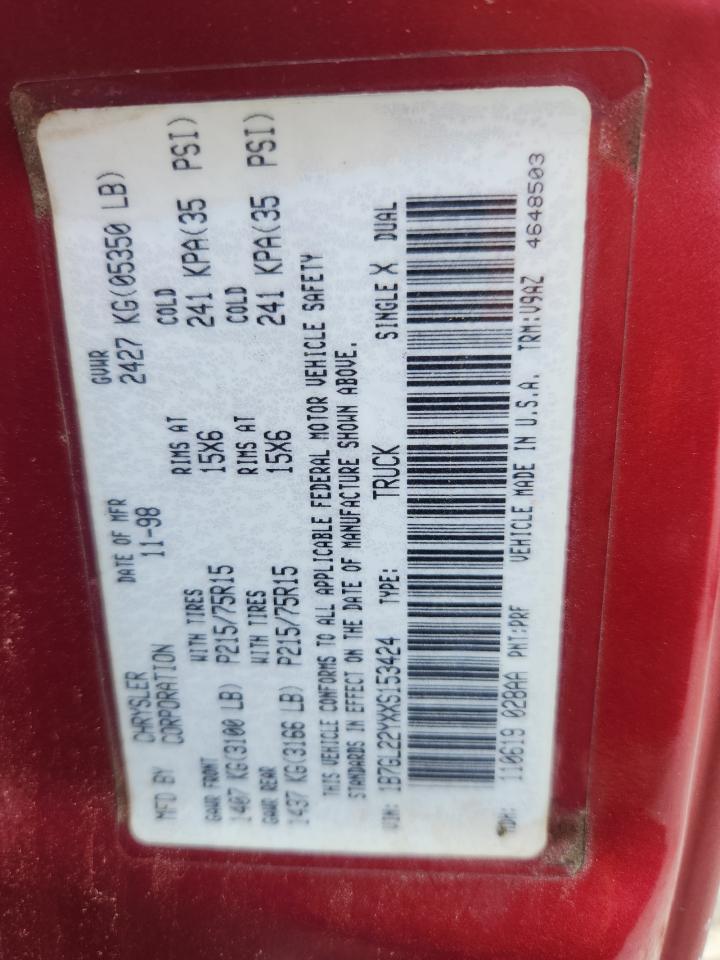 MFD BY CHRYSLER CORPORATION DATE OF MFR 11-98 GVWR 2427 KG(05350 LB)
GAWR FRONT WITH TIRES RIMS AT COLD
1407 KG(3100 LB) P215/75R15 15X6 241 KPA(35 PSI)
GAWR REAR WITH TIRES RIMS AT COLD
1437 KG(3166 LB) P215/75R15 15X6 241 KPA(35 PSI)
THIS VEHICLE CONFORMS TO ALL APPLICABLE FEDERAL MOTOR VEHICLE SAFETY
STANDARDS IN EFFECT ON THE DATE OF MANUFACTURE SHOWN ABOVE.
VIN: 1B7GL22YXXS153424 TYPE: TRUCK SINGLE X DUAL
MDH: 110619 028AA PNT:PRF VEHICLE MADE IN U.S.A. TRM:V9AZ 4648503